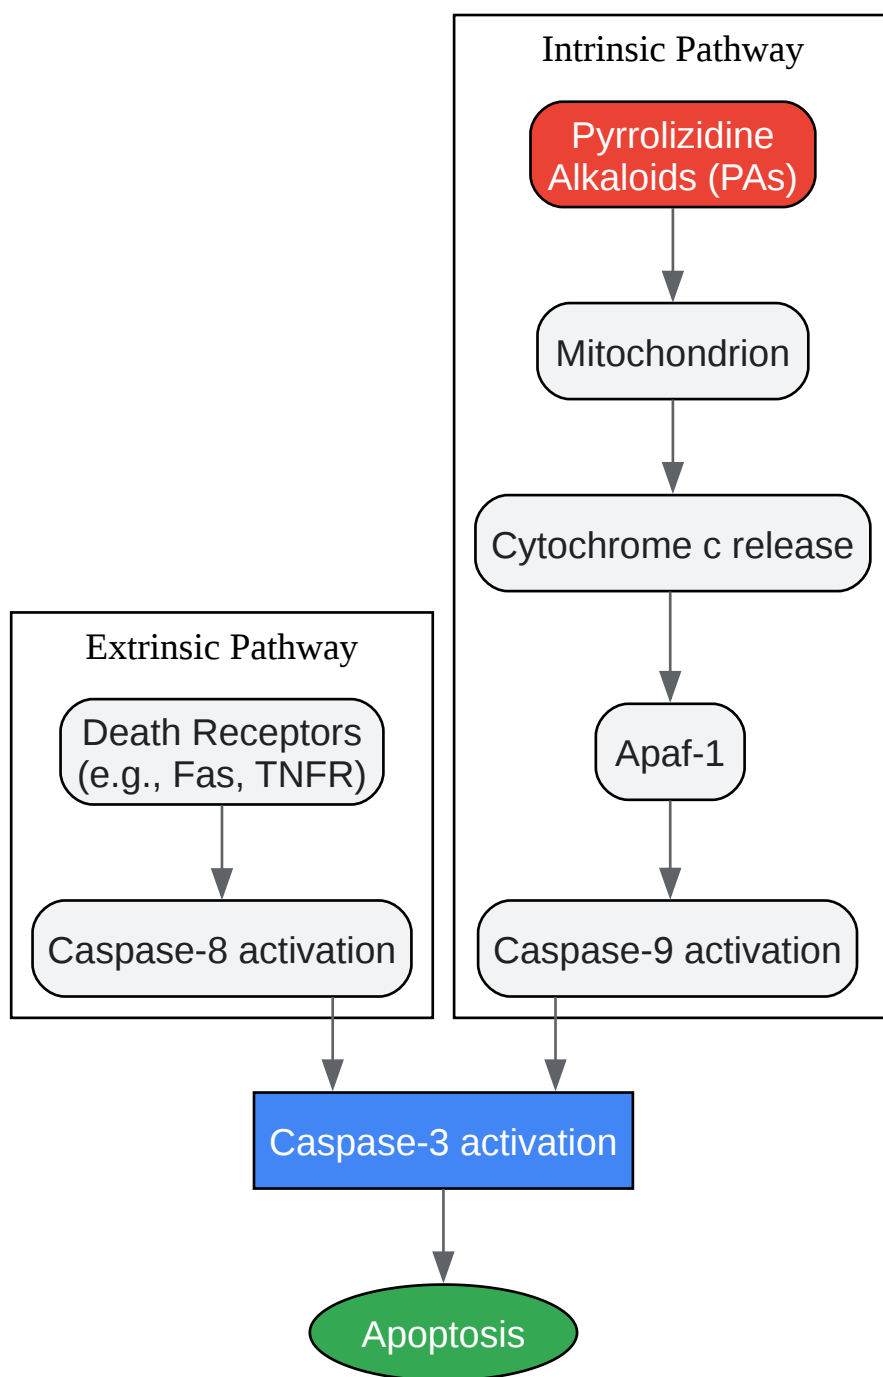 Intrinsic Pathway
Pyrrolizidine
Alkaloids (PAs)
Mitochondrion
Cytochrome c release
Extrinsic Pathway
Death Receptors
(e.g., Fas, TNFR)
Apaf-1
Caspase-8 activation
Caspase-9 activation
Caspase-3 activation
Apoptosis